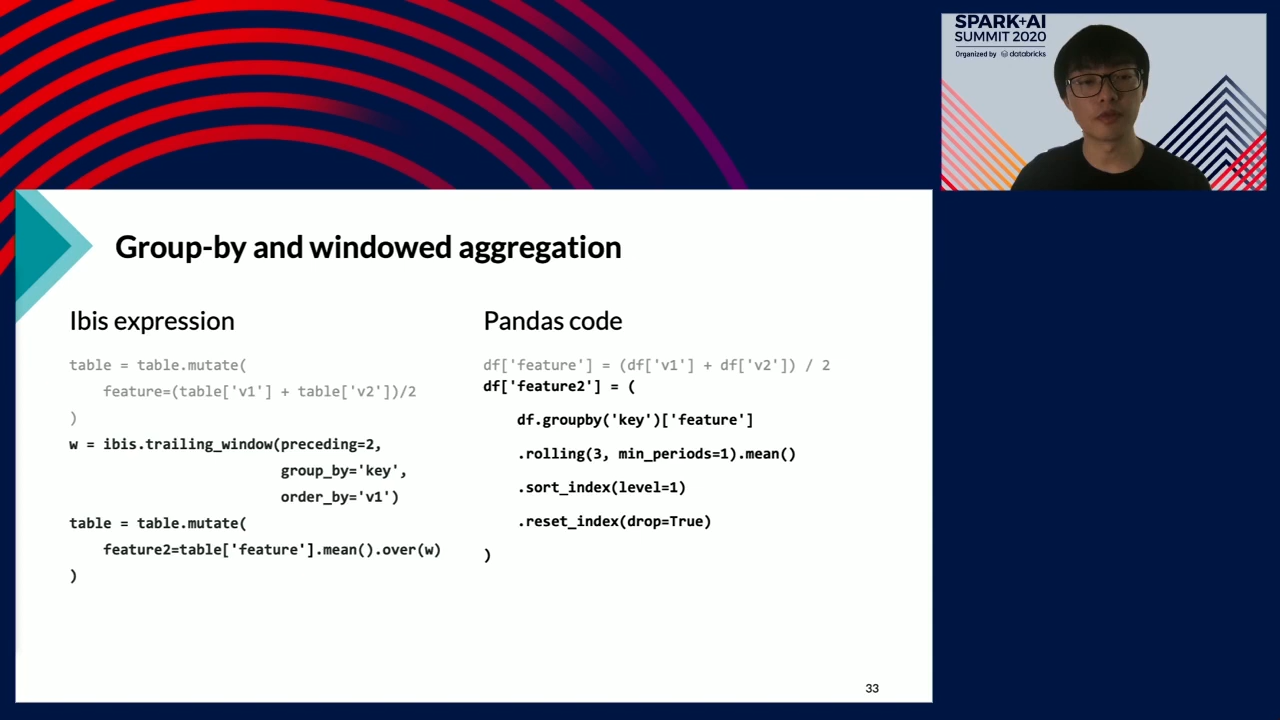 SPARK+AI
SUMMIT 2020
Organized by databricks
Group-by and windowed aggregation
Ibis expression
table = table.mutate(
    feature=(table['v1'] + table['v2'])/2
)
w = ibis.trailing_window(preceding=2,
                         group_by='key',
                         order_by='v1')
table = table.mutate(
    feature2=table['feature'].mean().over(w)
)
Pandas code
df['feature'] = (df['v1'] + df['v2']) / 2
df['feature2'] = (
    df.groupby('key')['feature']
    .rolling(3, min_periods=1).mean()
    .sort_index(level=1)
    .reset_index(drop=True)
)
33